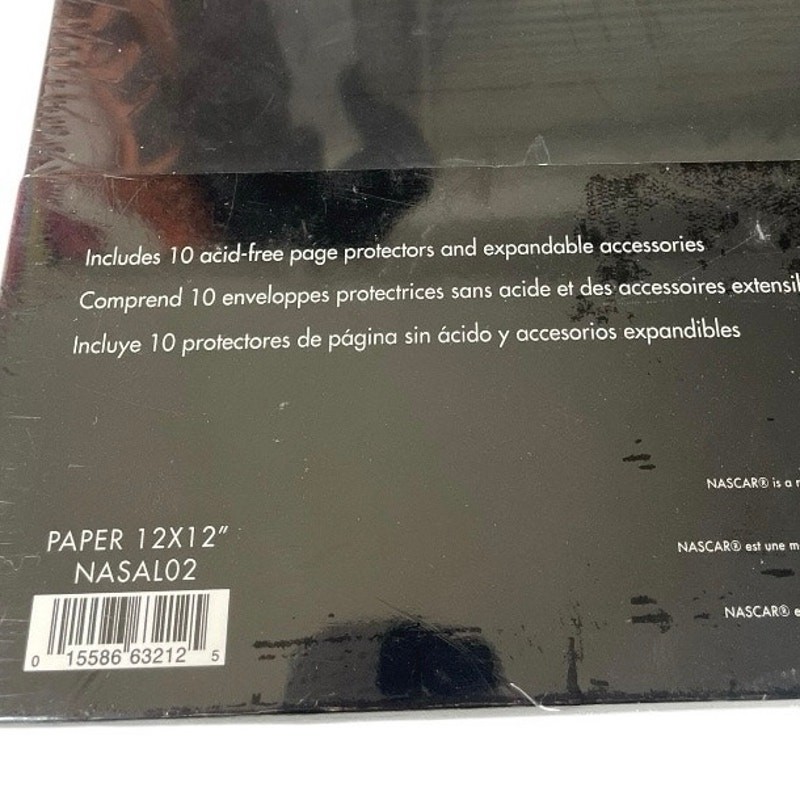 Includes 10 acid-free page protectors and expandable accessories
Comprend 10 enveloppes protectrices sans acide et des accessoires
Incluye 10 protectores de página sin ácido y accesorios expandibles
NASCAR® is a
NASCAR® est une
NASCAR®
PAPER 12X12”
NASAL02
0 15586 63212 5